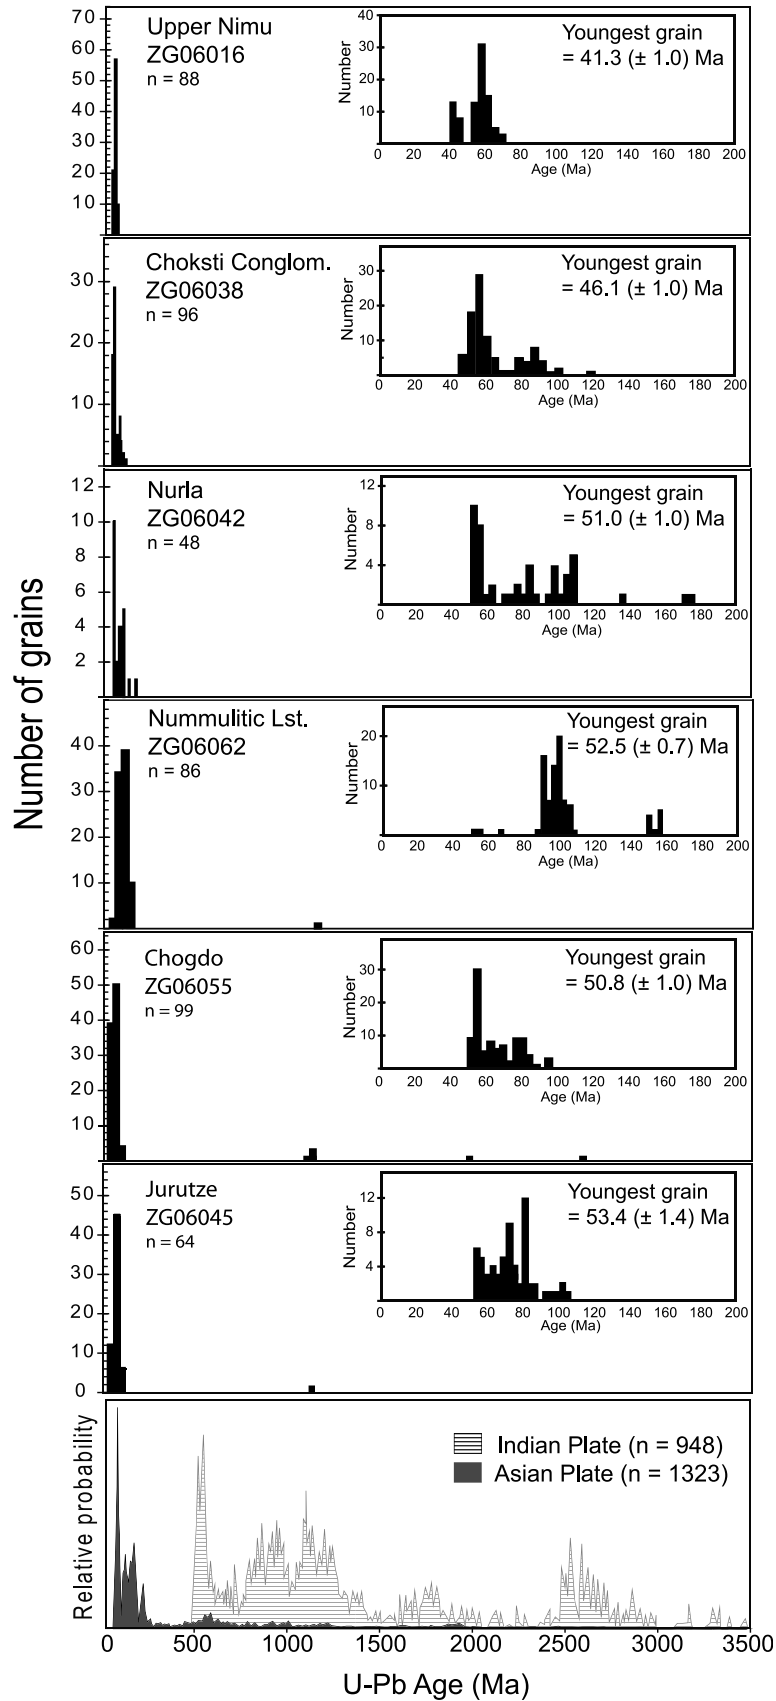 Number of grains
Upper Nimu
ZG06016
n = 88
70
60
50
40
30
20
10
Youngest grain
= 41.3 (± 1.0) Ma
Number
40
30
20
10
0 20 40 60 80 100 120 140 160 180 200
Age (Ma)
Choksti Conglom.
ZG06038
n = 96
30
20
10
Youngest grain
= 46.1 (± 1.0) Ma
Number
30
20
10
0 20 40 60 80 100 120 140 160 180 200
Age (Ma)
Nurla
ZG06042
n = 48
12
10
8
6
4
2
Youngest grain
= 51.0 (± 1.0) Ma
Number
12
8
4
0 20 40 60 80 100 120 140 160 180 200
Age (Ma)
Nummulitic Lst.
ZG06062
n = 86
40
30
20
10
Youngest grain
= 52.5 (± 0.7) Ma
Number
20
10
0 20 40 60 80 100 120 140 160 180 200
Age (Ma)
Chogdo
ZG06055
n = 99
60
50
40
30
20
10
Youngest grain
= 50.8 (± 1.0) Ma
Number
30
20
10
0 20 40 60 80 100 120 140 160 180 200
Age (Ma)
Jurutze
ZG06045
n = 64
50
40
30
20
10
0
Youngest grain
= 53.4 (± 1.4) Ma
Number
12
8
4
0 20 40 60 80 100 120 140 160 180 200
Age (Ma)
Relative probability
Indian Plate (n = 948)
Asian Plate (n = 1323)
0 500 1000 1500 2000 2500 3000 3500
U-Pb Age (Ma)